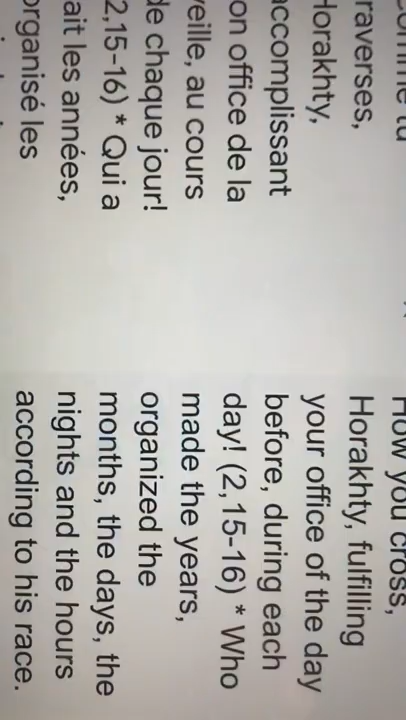 raverses,
Horakhty,
accomplissant
on office de la
veille, au cours
de chaque jour!
2,15-16) * Qui a
ait les années,
organisé les
How you cross,
Horakhty, fulfilling
your office of the day
before, during each
day! (2,15-16) * Who
made the years,
organized the
months, the days, the
nights and the hours
according to his race.